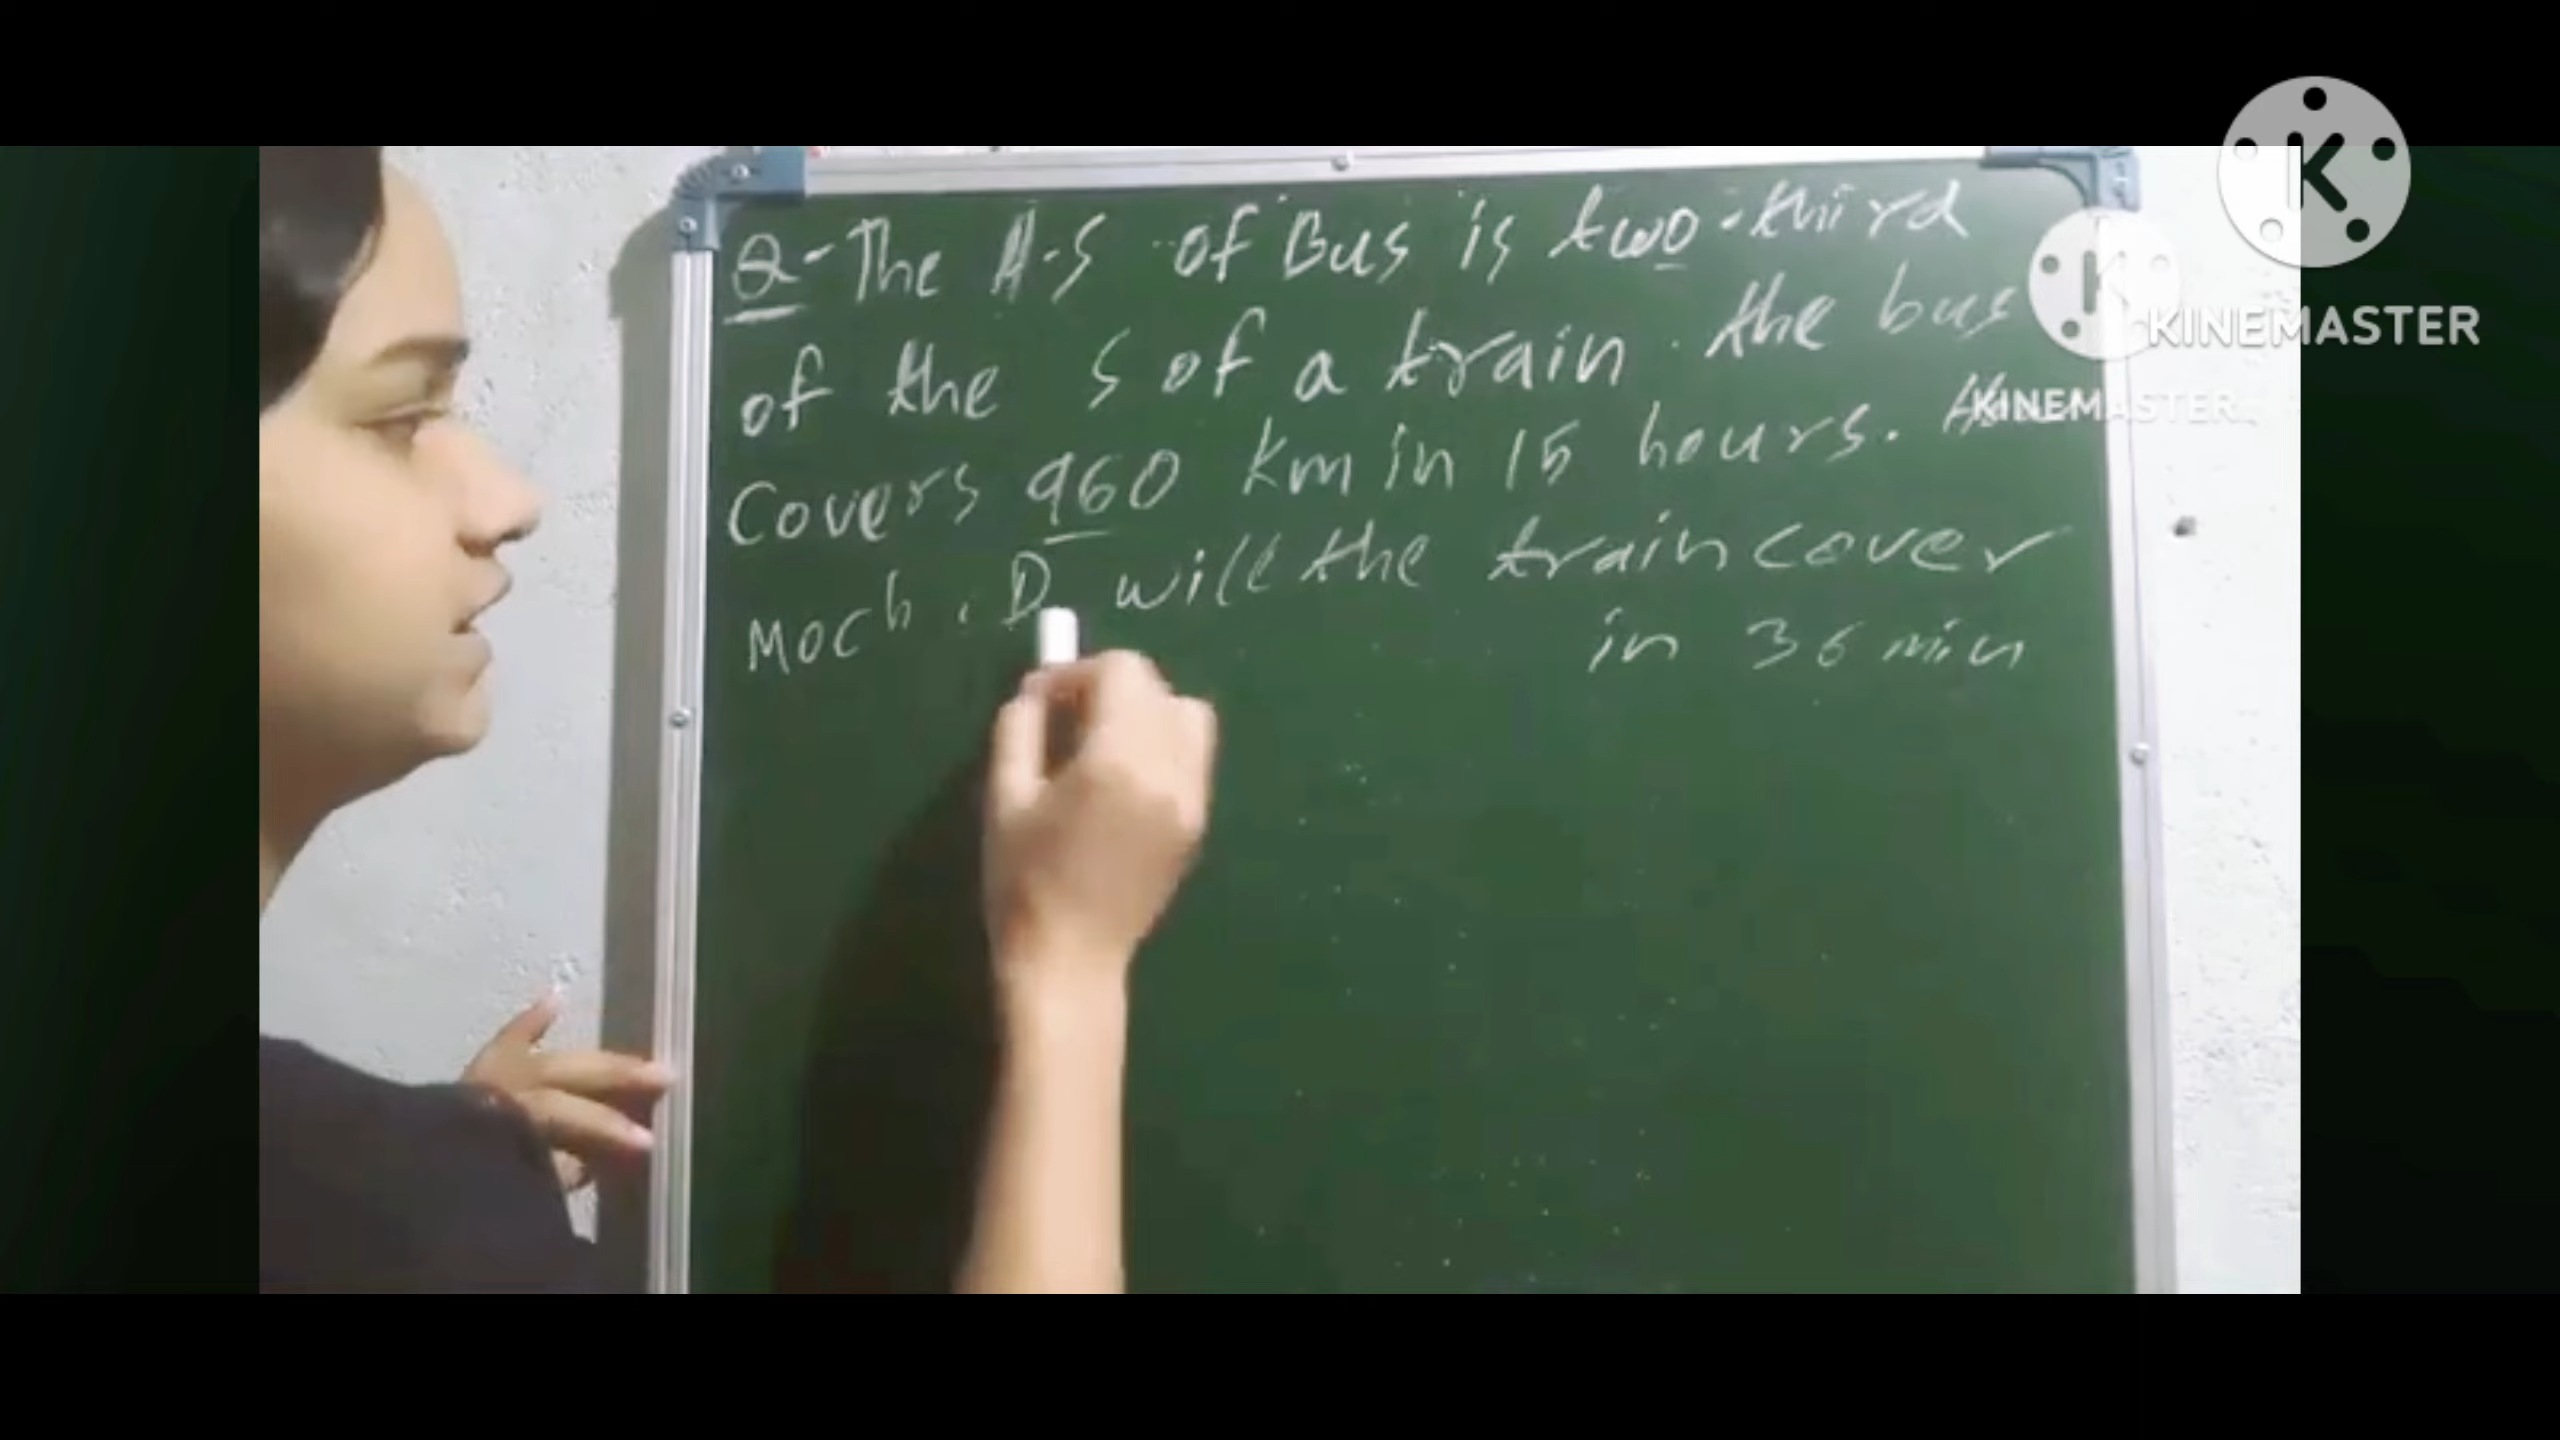 Q-The A-S of Bus is two-third
of the S of a train. the bus
Covers 960 Km in 15 hours.
Moch. D will the train cover
in 36 min
KINEMASTER
KINEMASTER